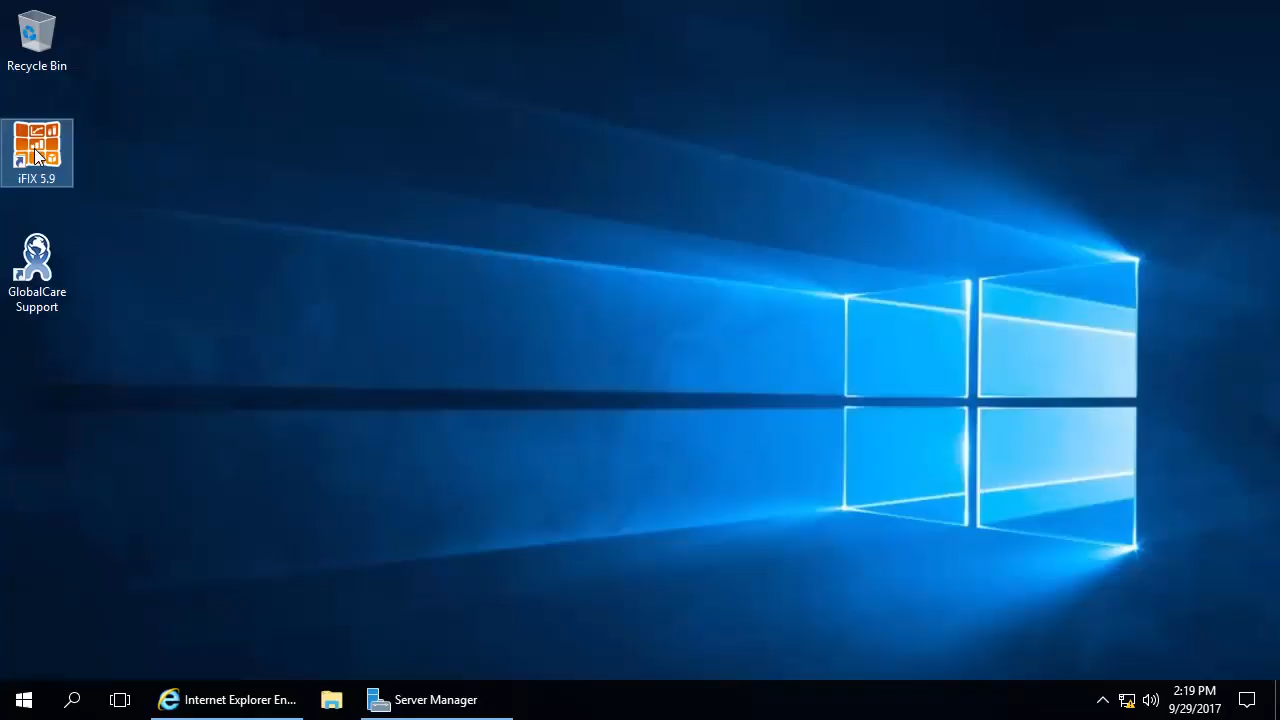 Recycle Bin
iFIX 5.9
GlobalCare
Support
Internet Explorer En...
Server Manager
2:19 PM
9/29/2017